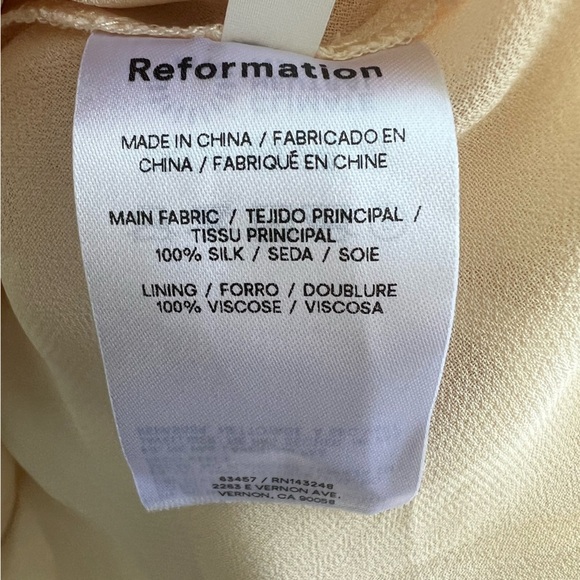 Reformation
MADE IN CHINA / FABRICADO EN
CHINA / FABRIQUÉ EN CHINE
MAIN FABRIC / TEJIDO PRINCIPAL /
TISSU PRINCIPAL
100% SILK / SEDA / SOIE
LINING / FORRO / DOUBLURE
100% VISCOSE / VISCOSA
63457 / RN143246
2263 E VERNON AVE.
VERNON, CA 90058